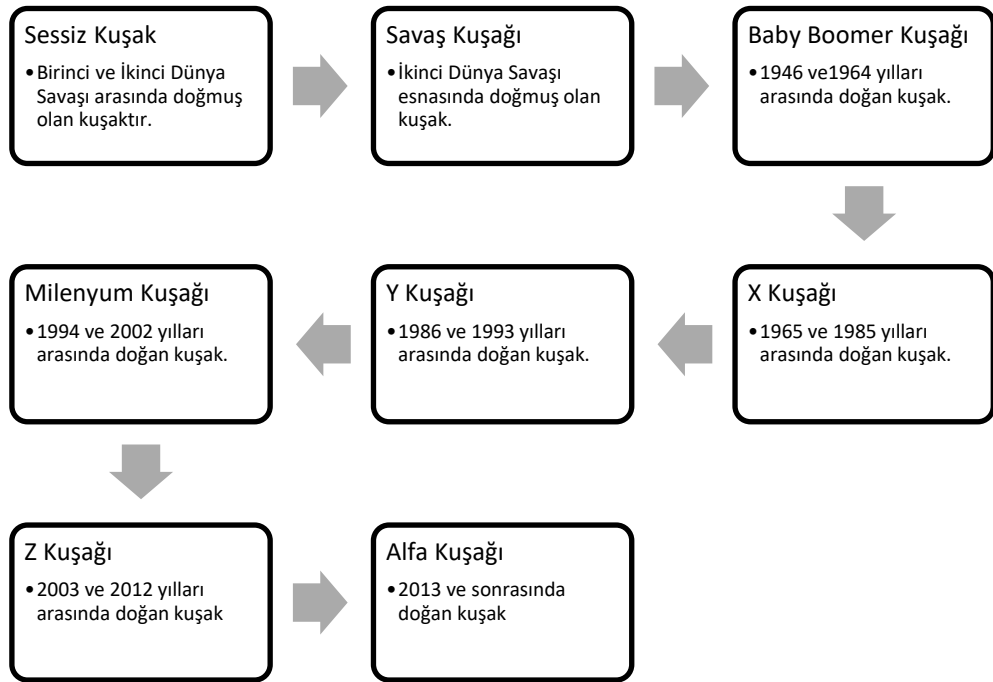 Sessiz Kuşak
•Birinci ve İkinci Dünya
Savaşı arasında doğmuş
olan kuşaktır.
Savaş Kuşağı
•İkinci Dünya Savaşı
esnasında doğmuş olan
kuşak.
Baby Boomer Kuşağı
•1946 ve1964 yılları
arasında doğan kuşak.
X Kuşağı
•1965 ve 1985 yılları
arasında doğan kuşak.
Y Kuşağı
•1986 ve 1993 yılları
arasında doğan kuşak.
Milenyum Kuşağı
•1994 ve 2002 yılları
arasında doğan kuşak.
Z Kuşağı
•2003 ve 2012 yılları
arasında doğan kuşak
Alfa Kuşağı
•2013 ve sonrasında
doğan kuşak